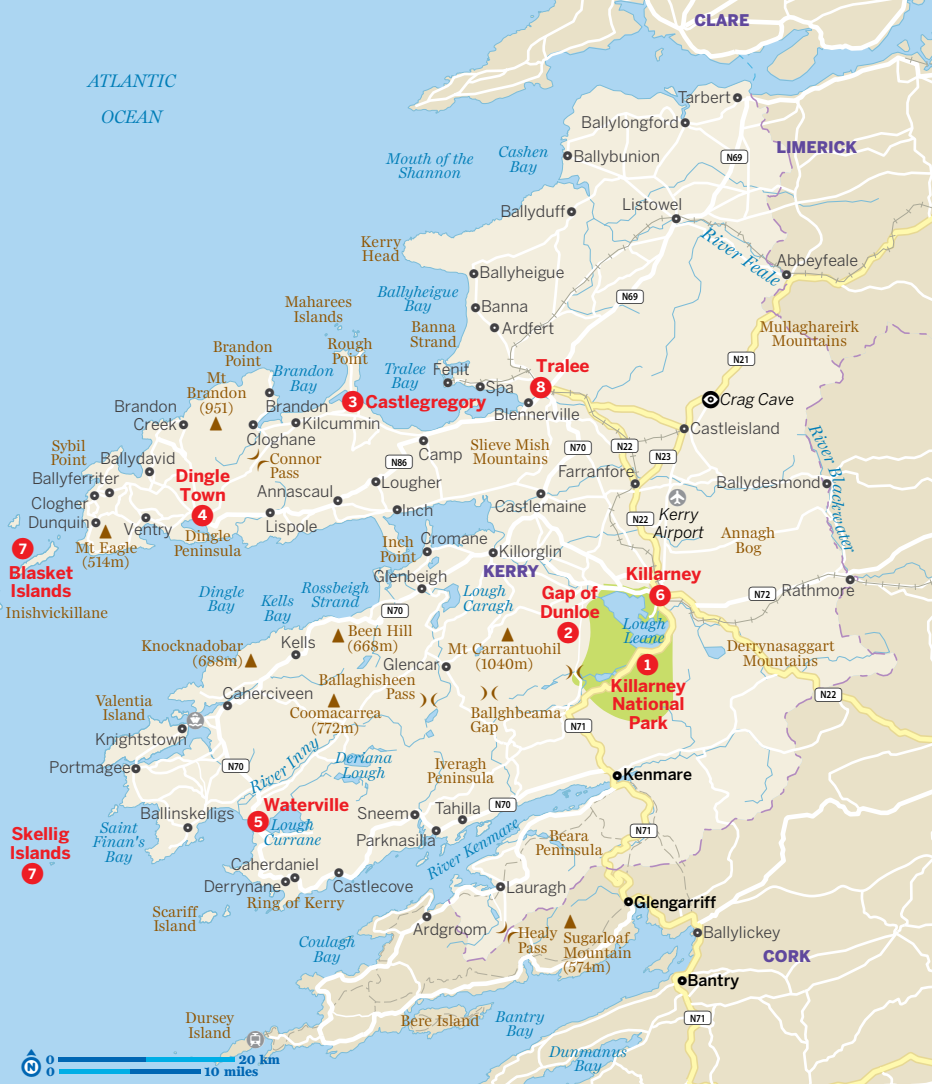 CLARE
ATLANTIC
OCEAN
Tarbert
Ballylongford
LIMERICK
Mouth of the
Shannon
Cashen
Bay
Ballybunion
N69
Ballyduff
Listowel
River Feale
Abbeyfeale
Kerry
Head
Ballyheigue
Ballyheigue
Bay
Banna
N69
Maharees
Islands
Banna
Strand
Ardfert
Mullaghareirk
Mountains
Brandon
Point
Rough
Point
N21
Brandon
Bay
Tralee
Bay
Fenit
Spa
Tralee
8
Mt
Brandon
(951)
3
Castlegregory
Blennerville
Crag Cave
Brandon
Creek
Brandon
Kilcummin
Castleisland
Cloghane
Camp
Slieve Mish
Mountains
N70
N22
N23
River Blackwater
Sybil
Point
Ballydavid
Connor
Pass
N86
Farranfore
Ballyferriter
Dingle
Town
Annascaul
Lougher
Ballydesmond
Clogher
4
Castlemaine
Dunquin
Ventry
Lispole
Inch
N22
Kerry
Airport
Annagh
Bog
7
Mt Eagle
(514m)
Dingle
Peninsula
Inch
Point
Cromane
Killorglin
Blasket
Islands
KERRY
Killarney
Glenbeigh
Gap of
Dunloe
Inishvickillane
Dingle
Bay
Kells
Bay
Rossbeigh
Strand
N70
Lough
Caragh
6
N72
Rathmore
2
Lough
Leane
Knocknadobar
(688m)
Kells
Been Hill
(668m)
Mt Carrantuohil
(1040m)
Derrynasaggart
Mountains
Glencar
1
Killarney
National
Park
Ballaghisheen
Pass
N22
Valentia
Island
Caherciveen
Coomacarrea
(772m)
Ballghbeama
Gap
N71
Knightstown
River Inny
Deriana
Lough
Iveragh
Peninsula
Portmagee
N70
Kenmare
Waterville
5
Lough
Currane
Sneem
Tahilla
N70
Ballinskelligs
Parknasilla
River Kenmare
N71
Skellig
Islands
7
Saint
Finan's
Bay
Beara
Peninsula
Caherdaniel
Derrynane
Castlecove
Ring of Kerry
Lauragh
Glengarriff
Scariff
Island
Ardgroom
Healy
Pass
Sugarloaf
Mountain
(574m)
Ballylickey
Coulagh
Bay
CORK
Bantry
Dursey
Island
Bere Island
Bantry
Bay
N71
Dunmanus
Bay
N
0
20 km
0
10 miles